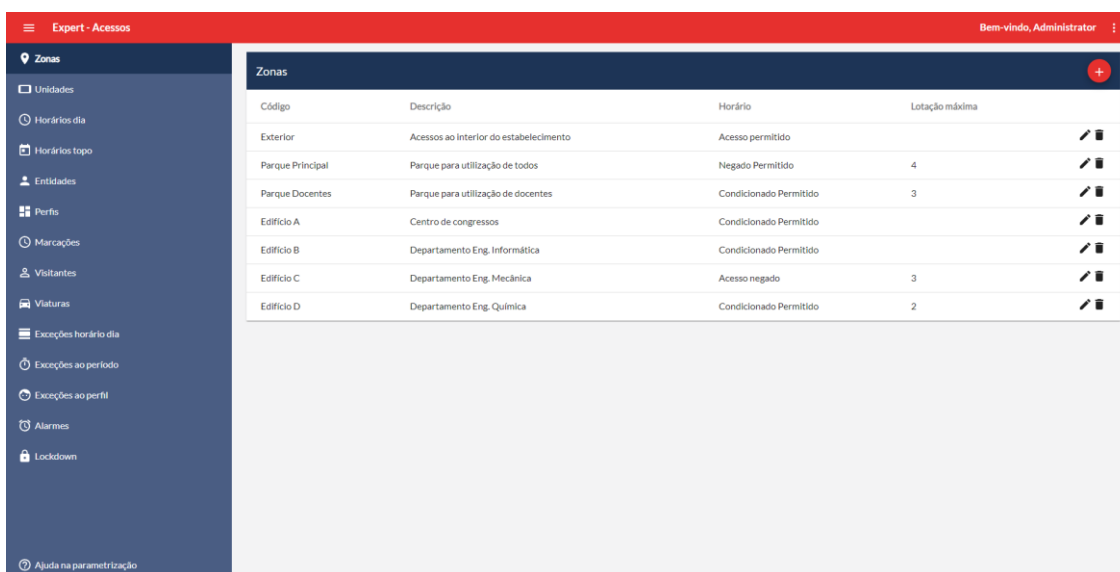 Expert - Acessos
Bem-vindo, Administrator
Zonas
Unidades
Horários dia
Horários topo
Entidades
Perfis
Marcações
Visitantes
Viaturas
Exceções horário dia
Exceções ao período
Exceções ao perfil
Alarmes
Lockdown
Ajuda na parametrização
Zonas
Código Descrição Horário Lotação máxima
Exterior Acessos ao interior do estabelecimento Acesso permitido
Parque Principal Parque para utilização de todos Negado Permitido 4
Parque Docentes Parque para utilização de docentes Condicionado Permitido 3
Edifício A Centro de congressos Condicionado Permitido
Edifício B Departamento Eng. Informática Condicionado Permitido
Edifício C Departamento Eng. Mecânica Acesso negado 3
Edifício D Departamento Eng. Química Condicionado Permitido 2